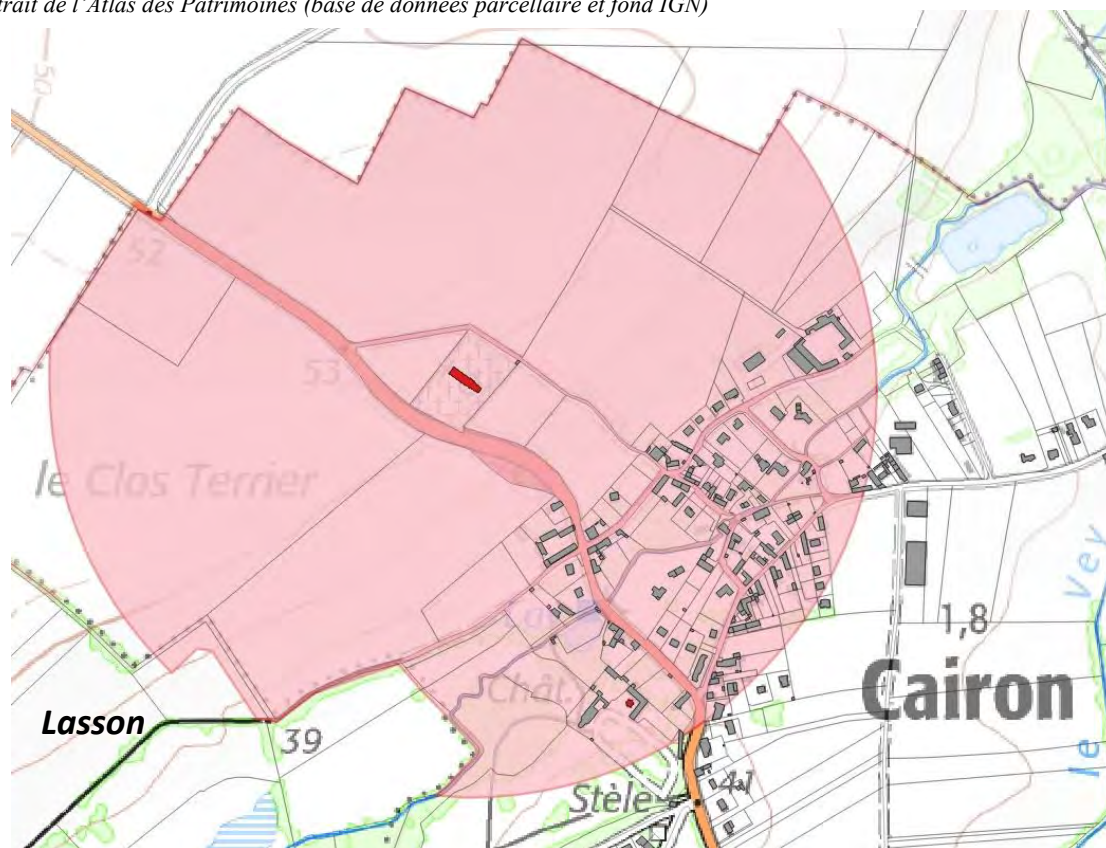 trait de l'Atlas des Patrimoines (base de données parcellaire et fond IGN)
50
52
53
le Clos Terrier
1,8
Cairon
le Vey
Chât.
Lasson
39
Stèle
41